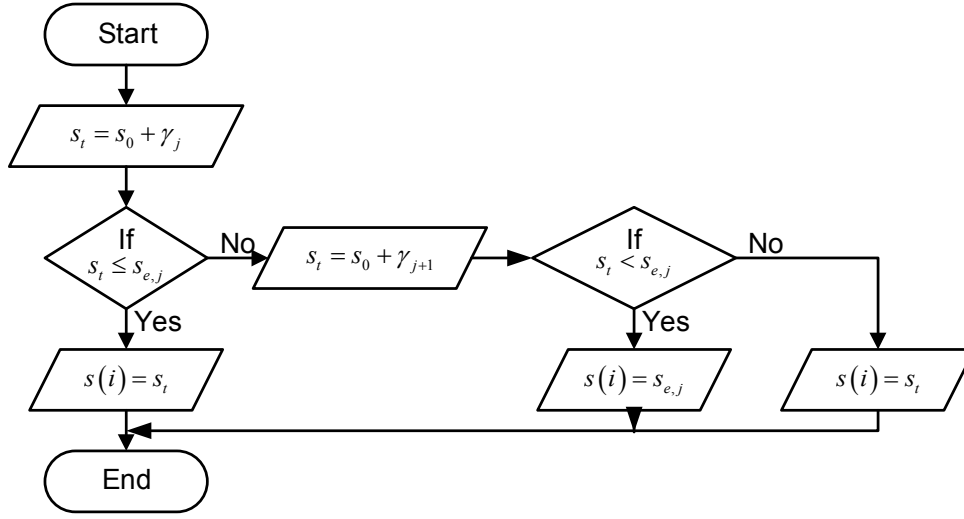 Start
s_t = s_0 + γ_j
If
s_t ≤ s_{e,j}
No
s_t = s_0 + γ_{j+1}
If
s_t < s_{e,j}
No
Yes
Yes
s(i) = s_t
s(i) = s_{e,j}
s(i) = s_t
End